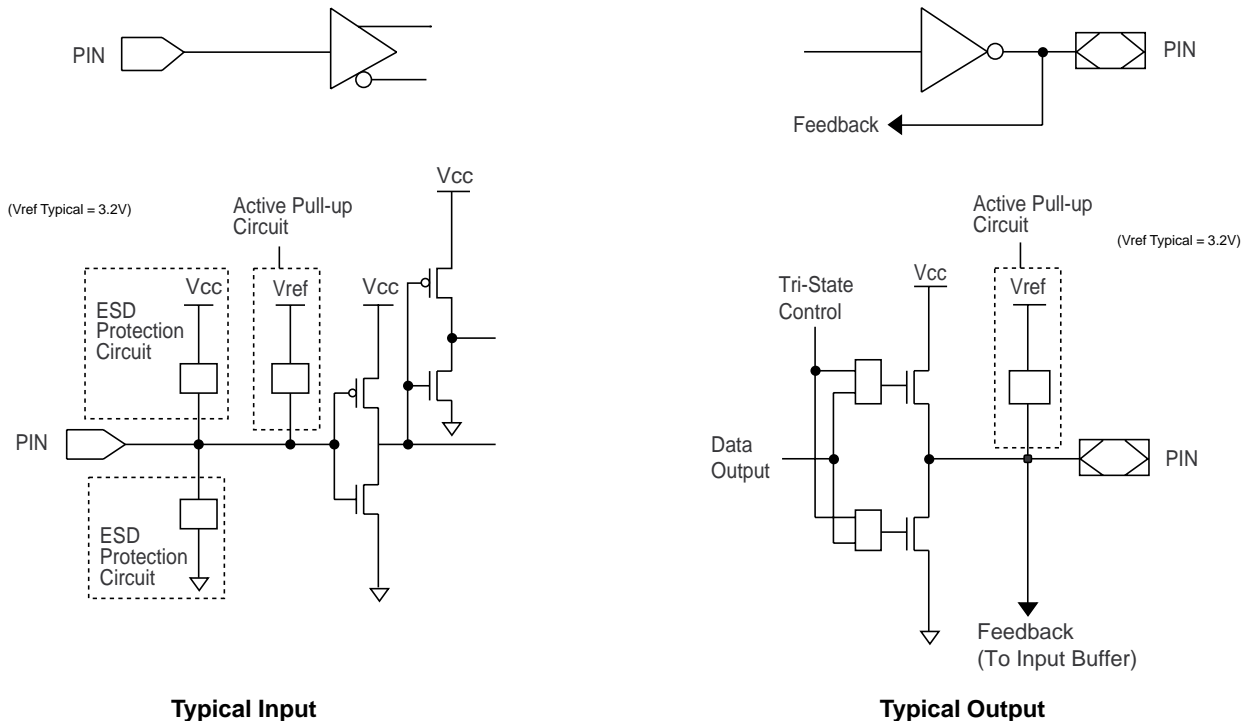 PIN
PIN
Feedback
Vcc
(Vref Typical = 3.2V)
Active Pull-up
Circuit
Vcc
Vref
Vcc
ESD
Protection
Circuit
PIN
ESD
Protection
Circuit
Typical Input
Active Pull-up
Circuit
(Vref Typical = 3.2V)
Vcc
Vref
Tri-State
Control
Data
Output
PIN
Feedback
(To Input Buffer)
Typical Output